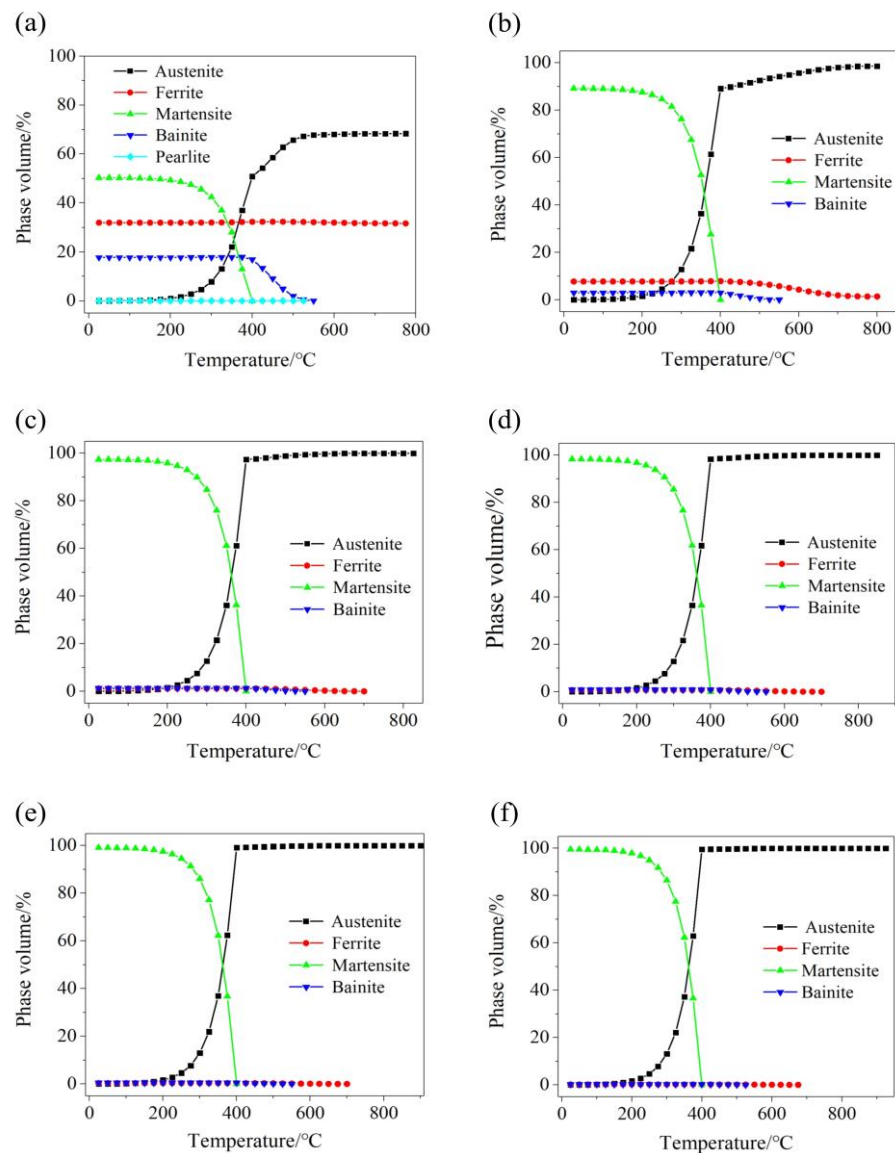 (a)
100
80
60
40
20
0
Phase volume/%
Austenite
Ferrite
Martensite
Bainite
Pearlite
0 200 400 600 800
Temperature/°C
(b)
100
80
60
40
20
0
Phase volume/%
Austenite
Ferrite
Martensite
Bainite
0 200 400 600 800
Temperature/°C
(c)
100
80
60
40
20
0
Phase volume/%
Austenite
Ferrite
Martensite
Bainite
0 200 400 600 800
Temperature/°C
(d)
100
80
60
40
20
0
Phase volume/%
Austenite
Ferrite
Martensite
Bainite
0 200 400 600 800
Temperature/°C
(e)
100
80
60
40
20
0
Phase volume/%
Austenite
Ferrite
Martensite
Bainite
0 200 400 600 800
Temperature/°C
(f)
100
80
60
40
20
0
Phase volume/%
Austenite
Ferrite
Martensite
Bainite
0 200 400 600 800
Temperature/°C